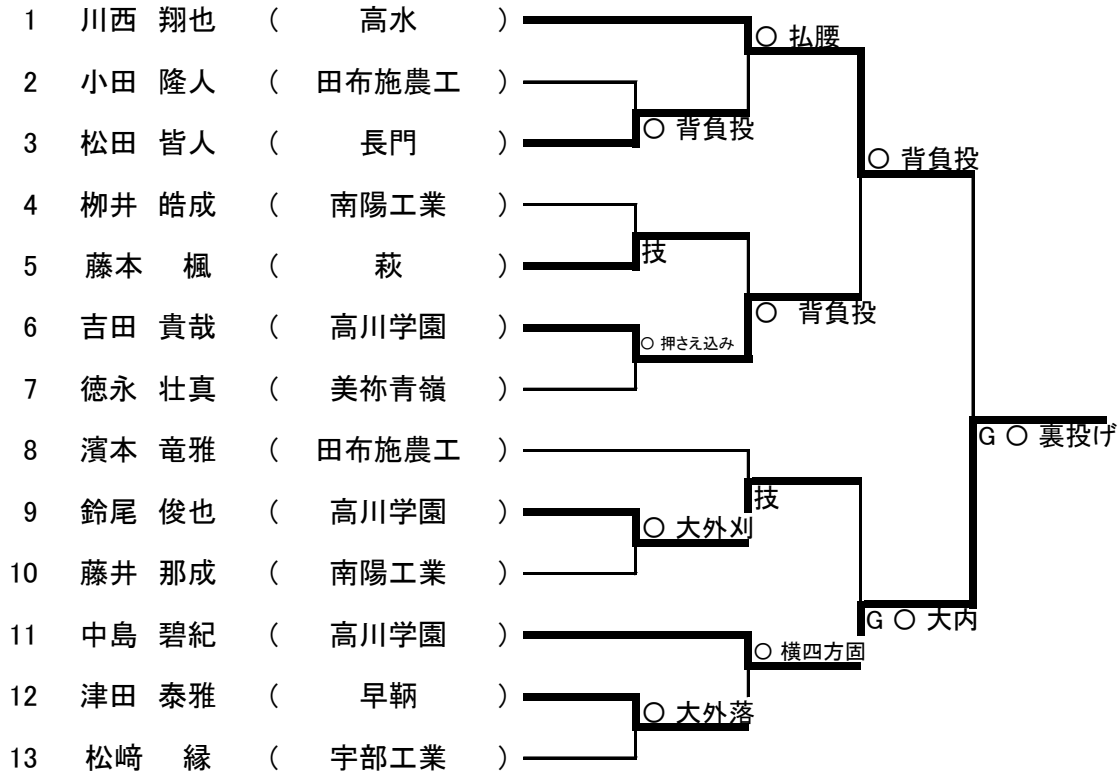 1 川西 翔也 ( 高水 )
○ 払腰
2 小田 隆人 ( 田布施農工 )
○ 背負投
3 松田 皆人 ( 長門 )
○ 背負投
4 栁井 皓成 ( 南陽工業 )
技
5 藤本 楓 ( 萩 )
○ 背負投
6 吉田 貴哉 ( 高川学園 )
○ 押さえ込み
7 徳永 壮真 ( 美祢青嶺 )
G ○ 裏投げ
8 濱本 竜雅 ( 田布施農工 )
技
9 鈴尾 俊也 ( 高川学園 )
○ 大外刈
10 藤井 那成 ( 南陽工業 )
G ○ 大内
11 中島 碧紀 ( 高川学園 )
○ 横四方固
12 津田 泰雅 ( 早鞆 )
○ 大外落
13 松﨑 縁 ( 宇部工業 )